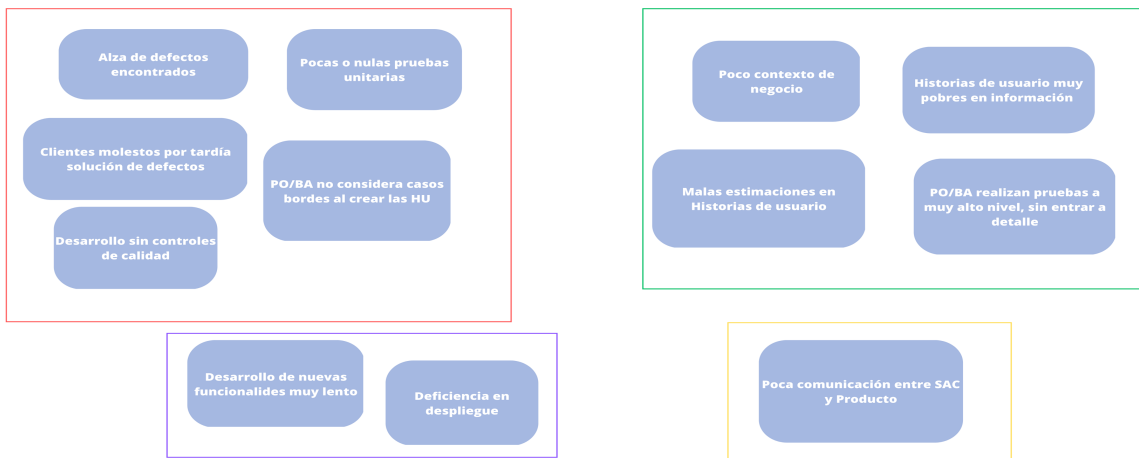 Alza de defectos
encontrados
Pocas o nulas pruebas
unitarias
Clientes molestos por tardía
solución de defectos
PO/BA no considera casos
bordes al crear las HU
Desarrollo sin controles
de calidad
Poco contexto de
negocio
Historias de usuario muy
pobres en información
Malas estimaciones en
Historias de usuario
PO/BA realizan pruebas a
muy alto nivel, sin entrar a
detalle
Desarrollo de nuevas
funcionalides muy lento
Deficiencia en
despliegue
Poca comunicación entre SAC
y Producto